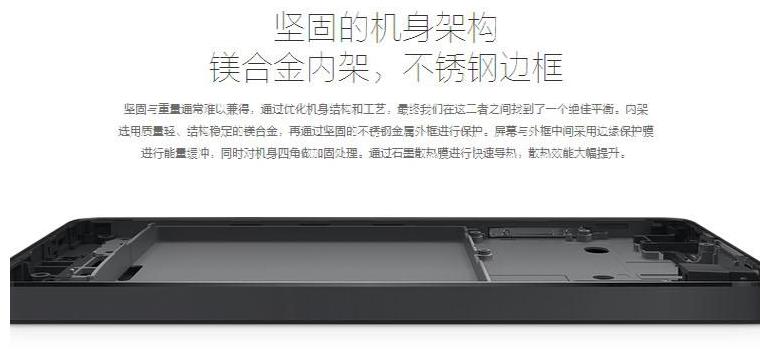 坚固的机身架构
镁合金内架，不锈钢边框
坚固与重量通常难以兼得，通过优化机身结构和工艺，最终我们在这二者之间找到了一个绝佳平衡。内架
选用质量轻、结构稳定的镁合金，再通过坚固的不锈钢金属外框进行保护。屏幕与外框中间采用边缘保护膜
进行能量缓冲，同时对机身四角做加固处理。通过石墨散热膜进行快速导热，散热效能大幅提升。